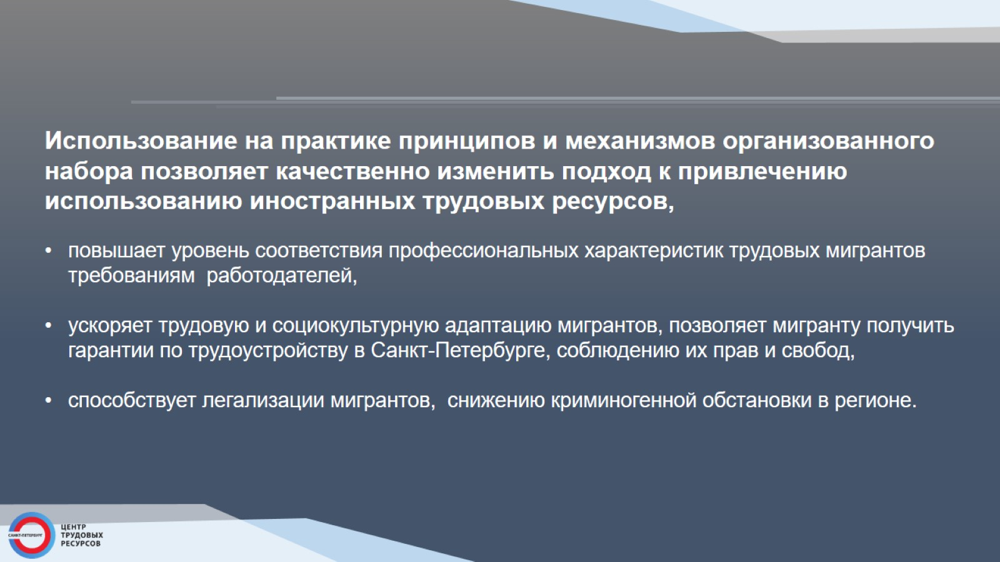 Использование на практике принципов и механизмов организованного
набора позволяет качественно изменить подход к привлечению
использованию иностранных трудовых ресурсов,
• повышает уровень соответствия профессиональных характеристик трудовых мигрантов
требованиям  работодателей,
• ускоряет трудовую и социокультурную адаптацию мигрантов, позволяет мигранту получить
гарантии по трудоустройству в Санкт-Петербурге, соблюдению их прав и свобод,
• способствует легализации мигрантов,  снижению криминогенной обстановки в регионе.
САНКТ-ПЕТЕРБУРГ
ЦЕНТР
ТРУДОВЫХ
РЕСУРСОВ